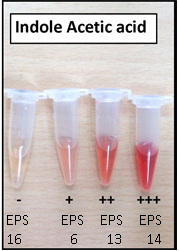 Indole Acetic acid
- + ++ +++
EPS EPS EPS EPS
16 6 13 14